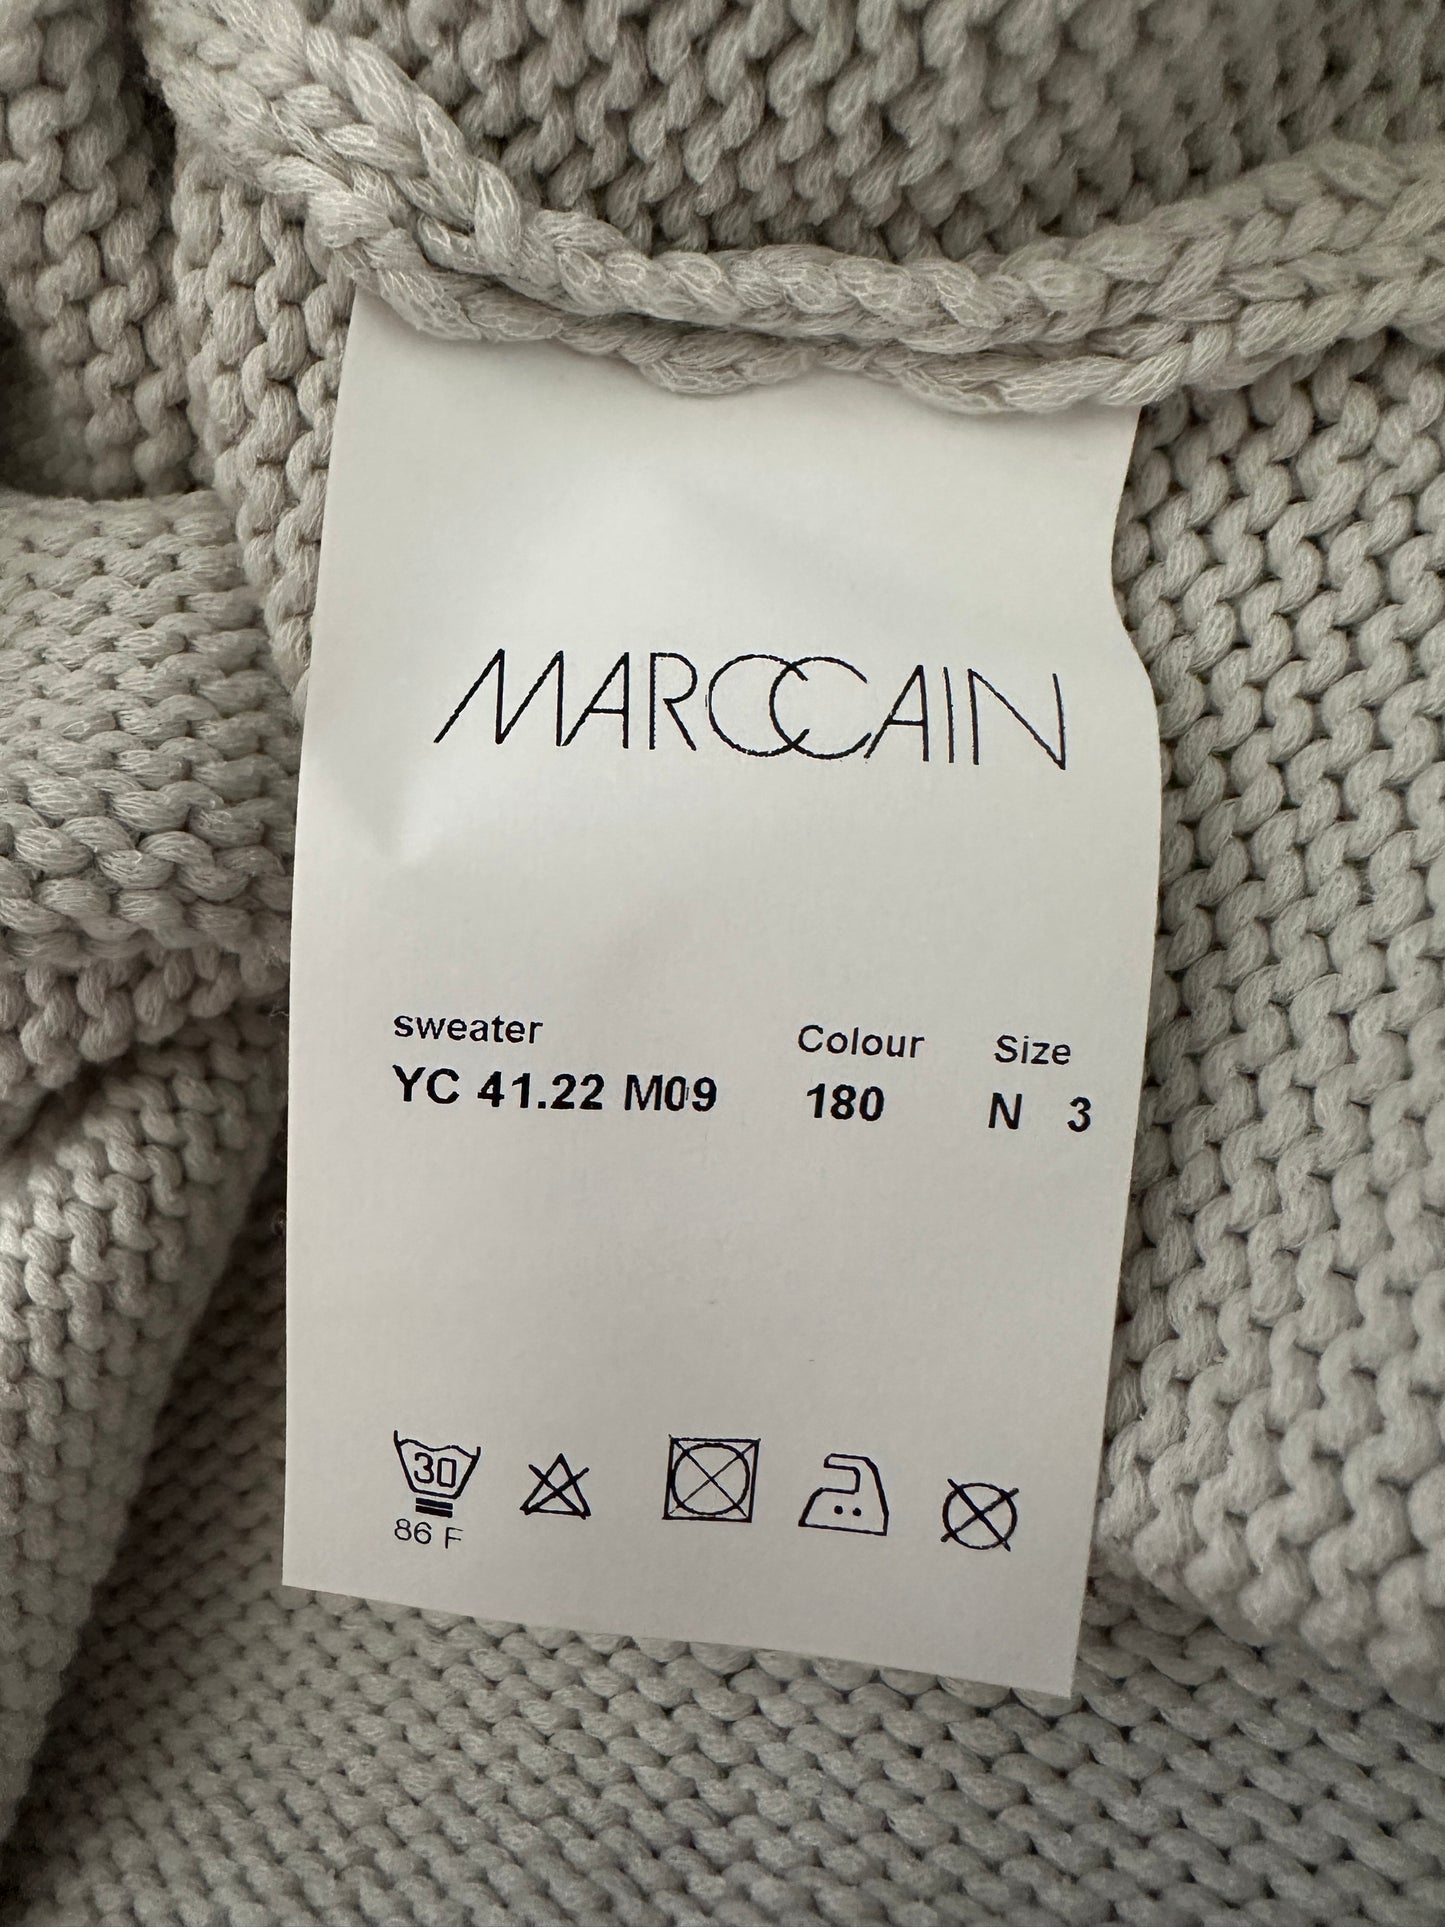 MARCCAIN
sweater Colour Size
YC 41.22 M09 180 N 3
30
86 F